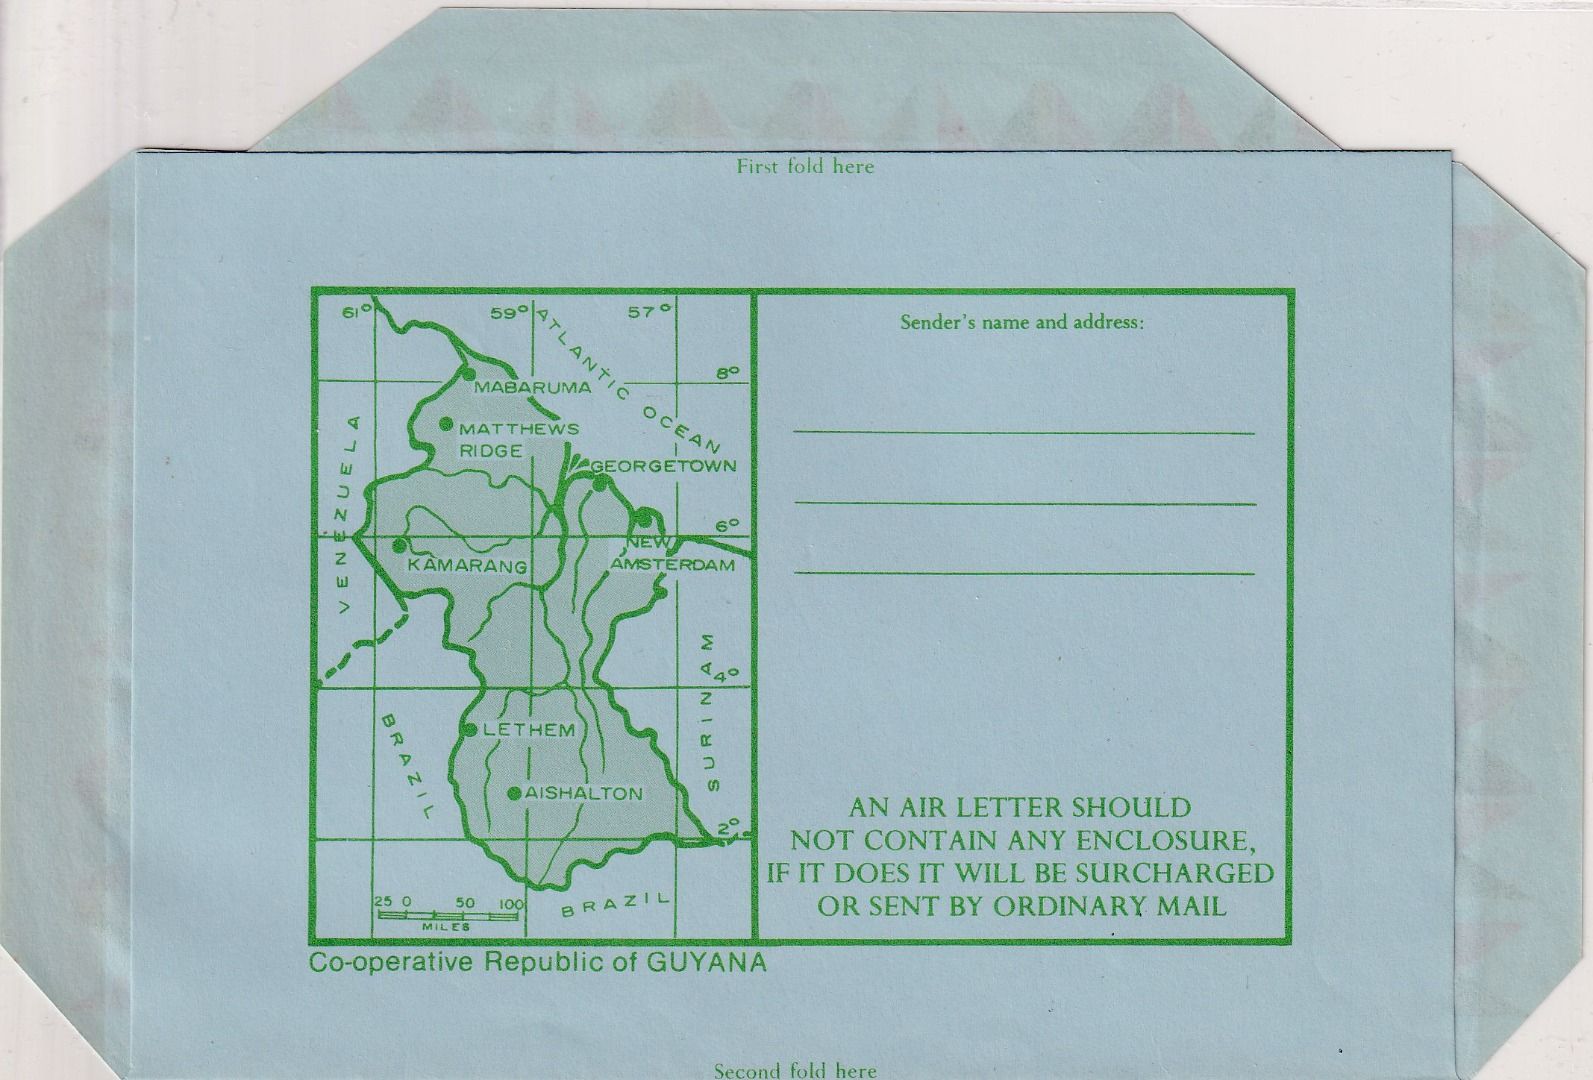 First fold here
61° 59° 57°
ATLANTIC OCEAN
8°
MABARUMA
MATTHEWS
RIDGE
GEORGETOWN
VENEZUELA
6°
NEW
AMSTERDAM
KAMARANG
SURINAM
4°
BRAZIL
LETHEM
AISHALTON
2°
25 0 50 100
MILES
BRAZIL
Co-operative Republic of GUYANA
Sender's name and address:
AN AIR LETTER SHOULD
NOT CONTAIN ANY ENCLOSURE,
IF IT DOES IT WILL BE SURCHARGED
OR SENT BY ORDINARY MAIL
Second fold here